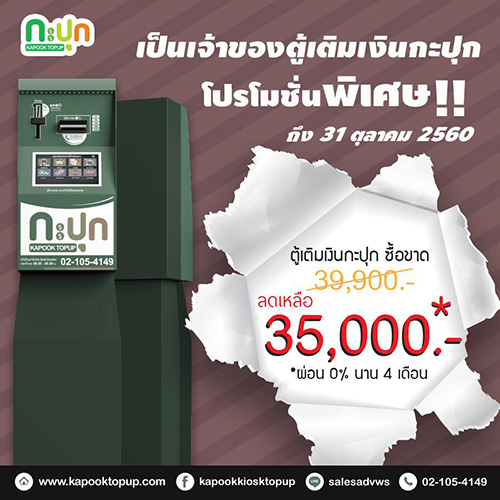 กะปุก
KAPOOK TOPUP
เป็นเจ้าของตู้เติมเงินกะปุก
โปรโมชั่นพิเศษ!!
ถึง 31 ตุลาคม 2560
กะปุก
KAPOOK TOPUP
02-105-4149
ตู้เติมเงินกะปุก ซื้อขาด
39,900.-
ลดเหลือ
35,000.-*
*ผ่อน 0% นาน 4 เดือน
www.kapooktopup.com
kapookkiosktopup
LINE
salesadvws
02-105-4149